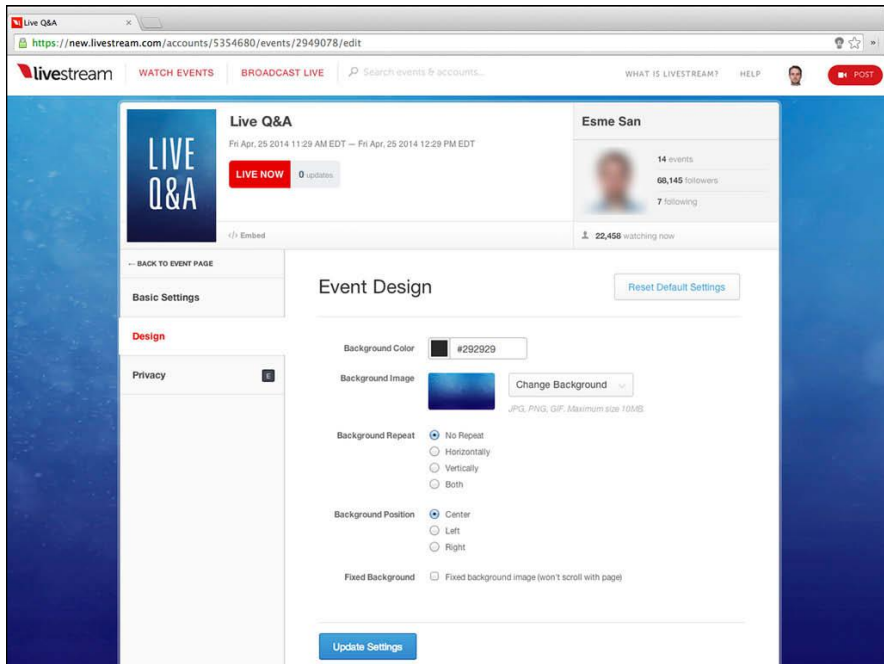 Live Q&A
https://new.livestream.com/accounts/5354680/events/2949078/edit
livestream
WATCH EVENTS
BROADCAST LIVE
Search events & accounts...
WHAT IS LIVESTREAM?
HELP
POST
LIVE
Q&A
Live Q&A
Fri Apr, 25 2014 11:29 AM EDT — Fri Apr, 25 2014 12:29 PM EDT
LIVE NOW 0 updates
</> Embed
Esme San
14 events
68,145 followers
7 following
22,458 watching now
BACK TO EVENT PAGE
Basic Settings
Design
Privacy
E
Event Design
Reset Default Settings
Background Color #292929
Background Image Change Background
JPG, PNG, GIF. Maximum size 10MB.
Background Repeat No Repeat
Horizontally
Vertically
Both
Background Position Center
Left
Right
Fixed Background Fixed background image (won't scroll with page)
Update Settings